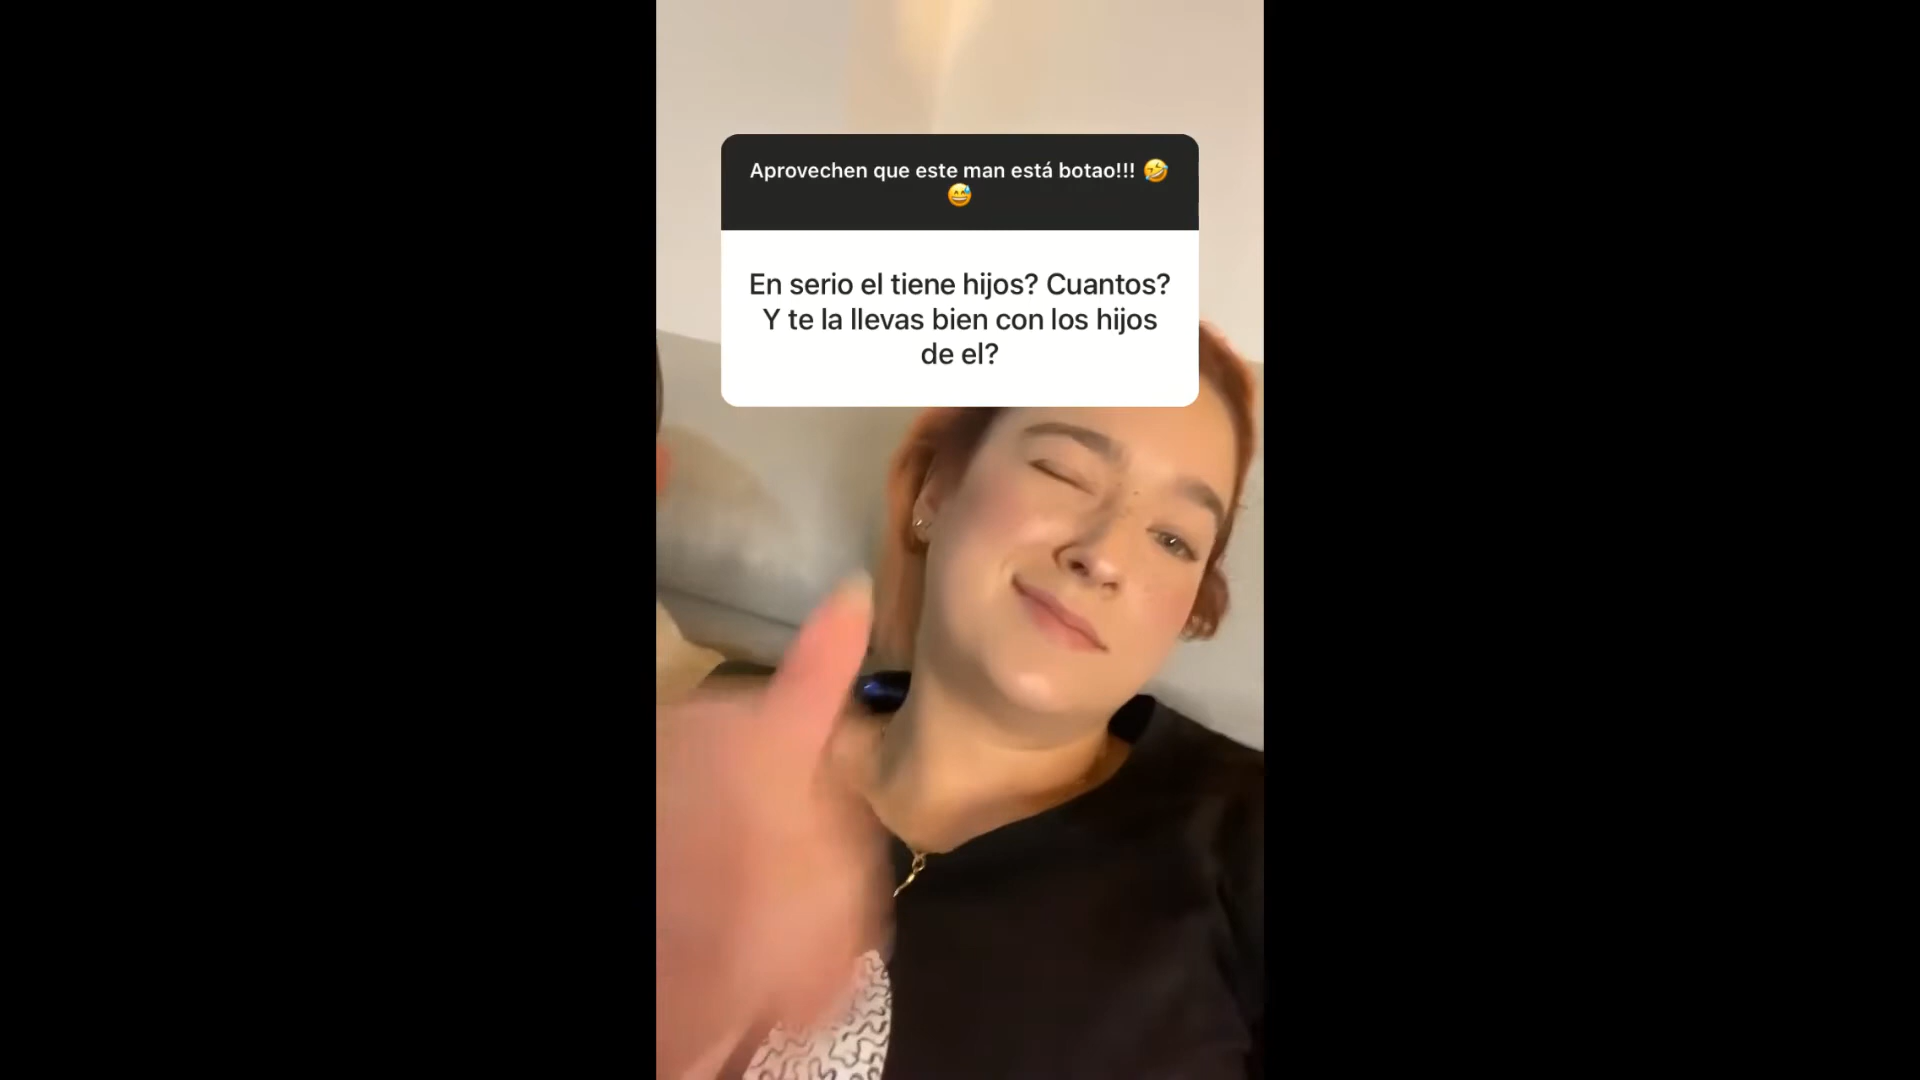 Aprovechen que este man está botao!!! 🤣
😅
En serio el tiene hijos? Cuantos?
Y te la llevas bien con los hijos
de el?